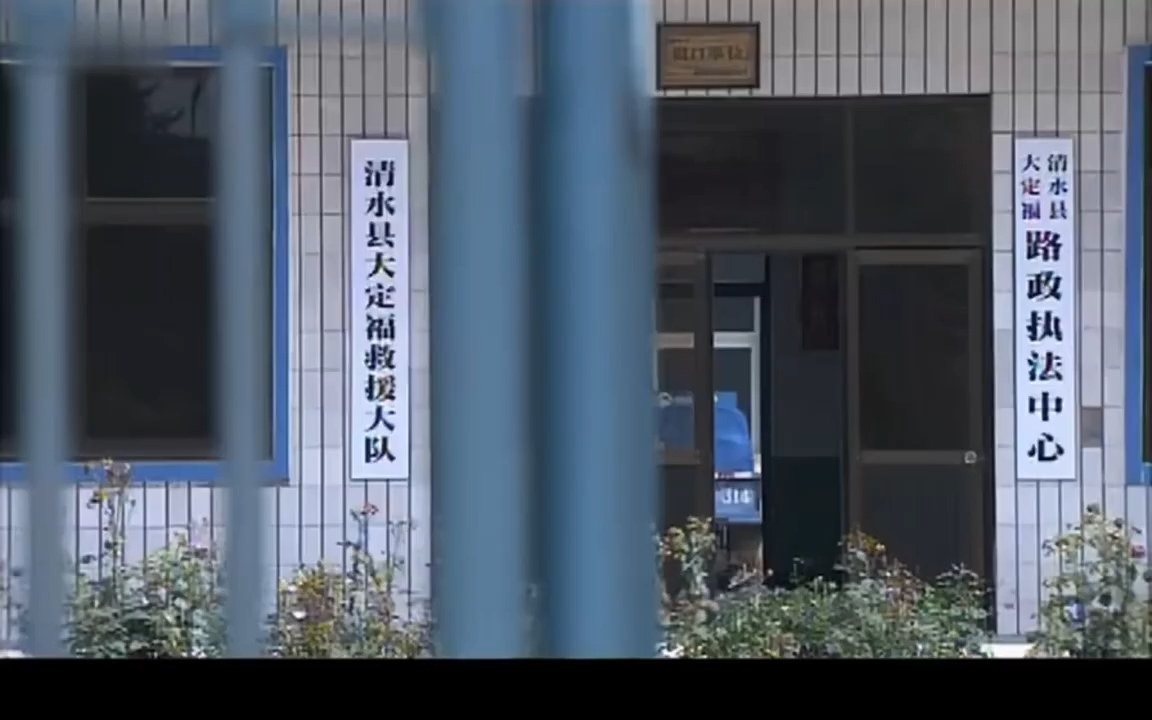 清水县大定福救援大队
清水县
大定福
路政执法中心